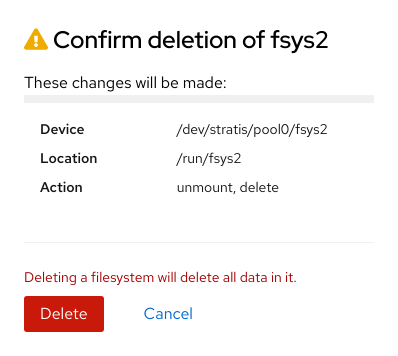 Confirm deletion of fsys2
These changes will be made:
Device /dev/stratis/pool0/fsys2
Location /run/fsys2
Action unmount, delete
Deleting a filesystem will delete all data in it.
Delete Cancel